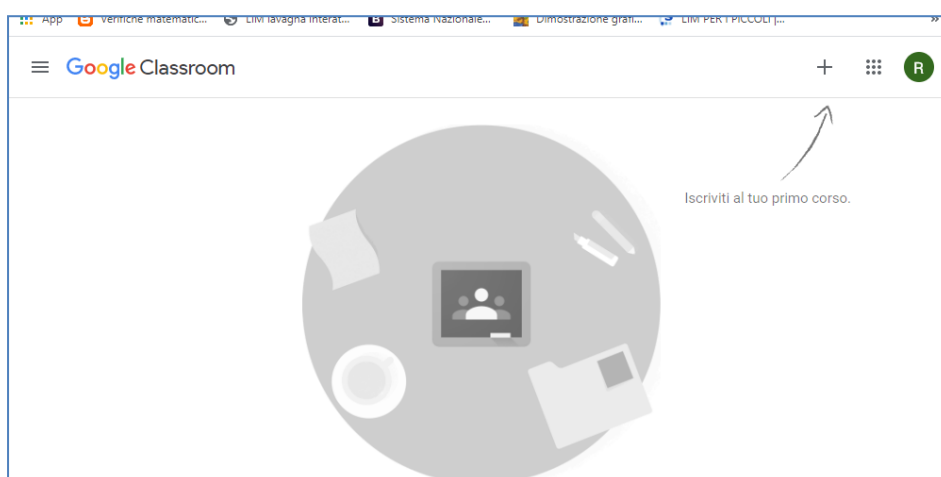 App Verifiche matematic... LIM lavagna interat... B Sistema Nazionale... Dimostrazione grafi... LIM PER I PICCOLI |... »
Google Classroom + R
Iscriviti al tuo primo corso.